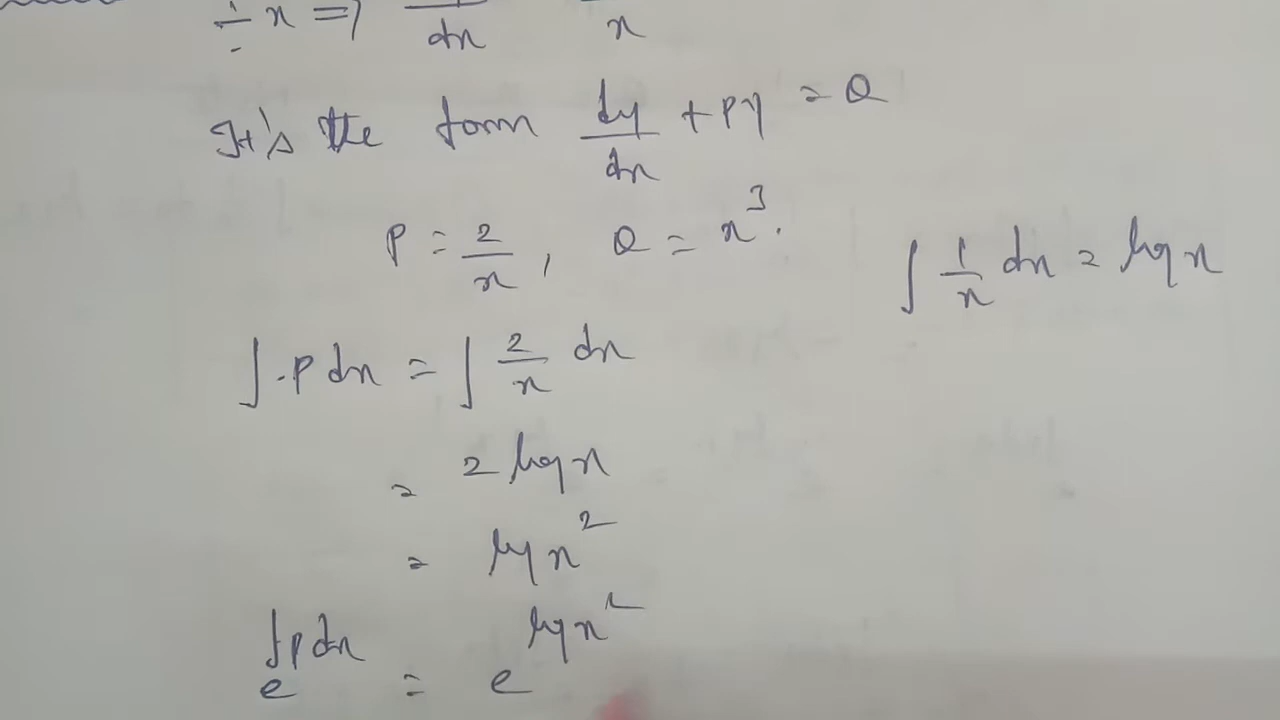 ÷ x ⇒ dx x
It's the form dy/dx + Py = Q
P = 2/x , Q = x³.
∫ 1/x dx = log x
∫ P dx = ∫ 2/x dx
= 2 log x
= log x²
e^∫Pdx = e^log x²